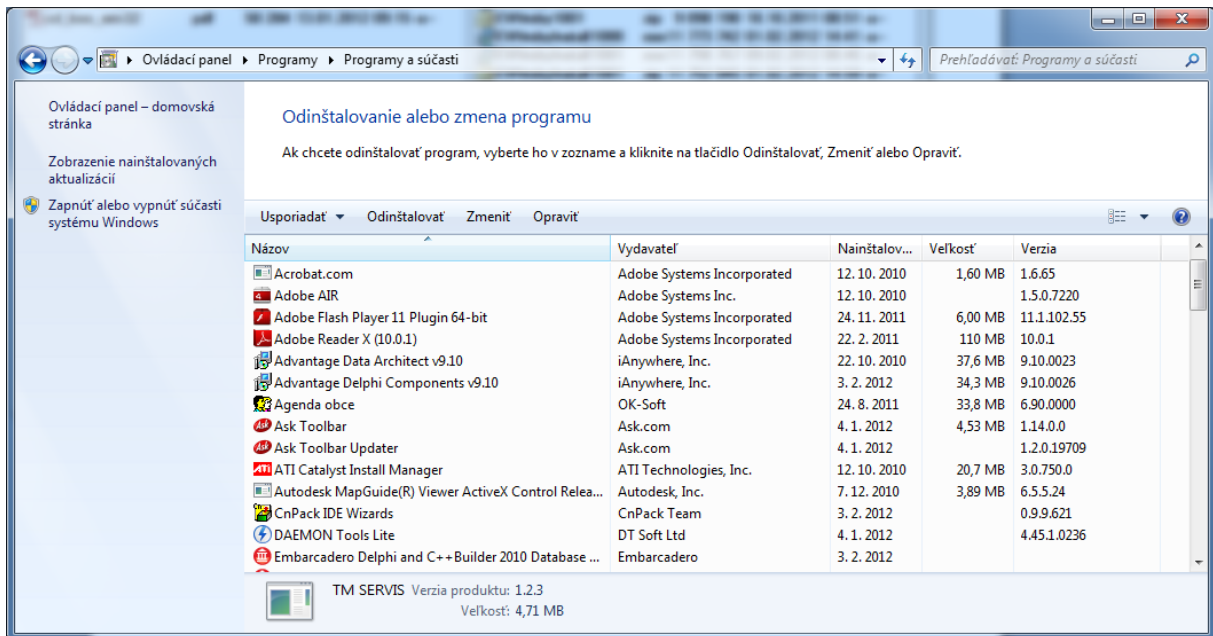 Ovládací panel Programy Programy a súčasti
Prehľadávať: Programy a súčasti
Ovládací panel – domovská
stránka
Zobrazenie nainštalovaných
aktualizácií
Zapnúť alebo vypnúť súčasti
systému Windows
Odinštalovanie alebo zmena programu
Ak chcete odinštalovať program, vyberte ho v zozname a kliknite na tlačidlo Odinštalovať, Zmeniť alebo Opraviť.
Usporiadať Odinštalovať Zmeniť Opraviť
Názov Vydavateľ Nainštalov... Veľkosť Verzia
Acrobat.com Adobe Systems Incorporated 12. 10. 2010 1,60 MB 1.6.65
Adobe AIR Adobe Systems Inc. 12. 10. 2010 1.5.0.7220
Adobe Flash Player 11 Plugin 64-bit Adobe Systems Incorporated 24. 11. 2011 6,00 MB 11.1.102.55
Adobe Reader X (10.0.1) Adobe Systems Incorporated 22. 2. 2011 110 MB 10.0.1
Advantage Data Architect v9.10 iAnywhere, Inc. 22. 10. 2010 37,6 MB 9.10.0023
Advantage Delphi Components v9.10 iAnywhere, Inc. 3. 2. 2012 34,3 MB 9.10.0026
Agenda obce OK-Soft 24. 8. 2011 33,8 MB 6.90.0000
Ask Toolbar Ask.com 4. 1. 2012 4,53 MB 1.14.0.0
Ask Toolbar Updater Ask.com 4. 1. 2012 1.2.0.19709
ATI Catalyst Install Manager ATI Technologies, Inc. 12. 10. 2010 20,7 MB 3.0.750.0
Autodesk MapGuide(R) Viewer ActiveX Control Relea... Autodesk, Inc. 7. 12. 2010 3,89 MB 6.5.5.24
CnPack IDE Wizards CnPack Team 3. 2. 2012 0.9.9.621
DAEMON Tools Lite DT Soft Ltd 4. 1. 2012 4.45.1.0236
Embarcadero Delphi and C++Builder 2010 Database ... Embarcadero 3. 2. 2012
TM SERVIS Verzia produktu: 1.2.3
Veľkosť: 4,71 MB